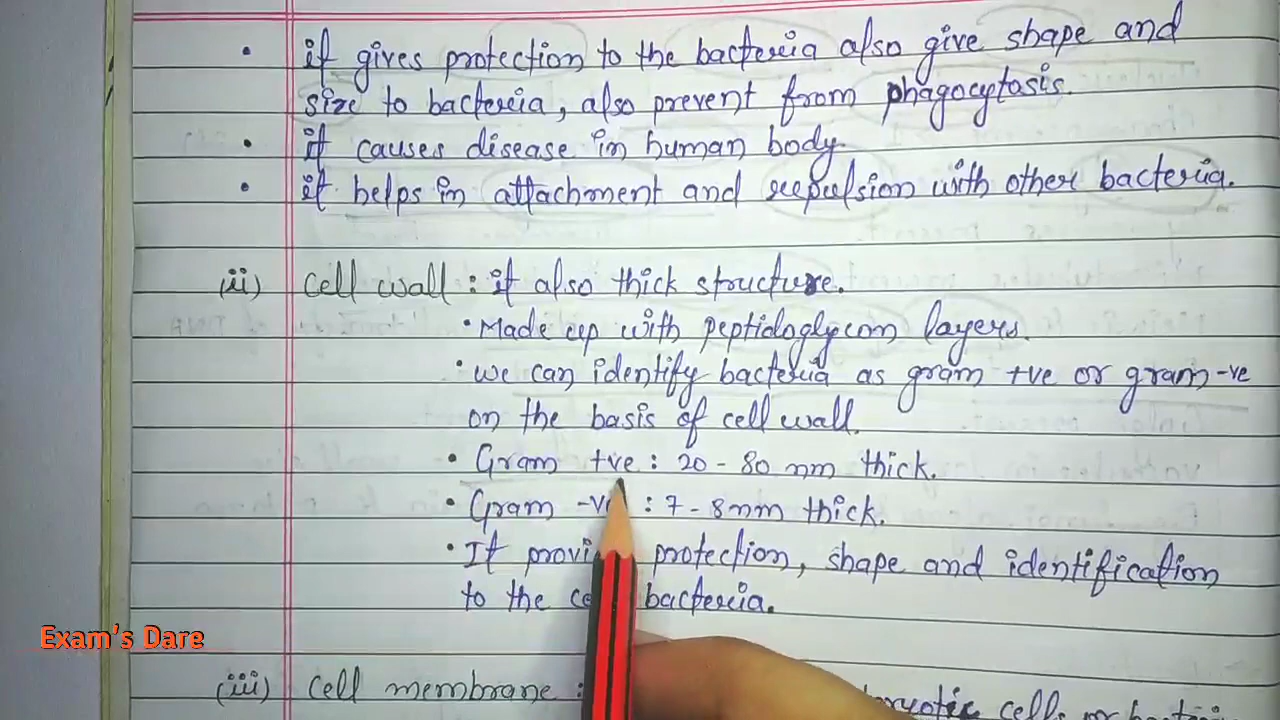 • it gives protection to the bacteria also give shape and
size to bacteria, also prevent from phagocytosis.
• it causes disease in human body.
• it helps in attachment and repulsion with other bacteria.
(ii) Cell wall : it also thick structure.
• Made up with peptidoglycan layers.
• we can identify bacteria as gram +ve or gram -ve
on the basis of cell wall.
• Gram +ve : 20 - 80 nm thick.
• Gram : 7 - 8 nm thick.
• It protection, shape and identification
to the bacteria.
Exam's Dare
(iii) Cell membrane : cells or